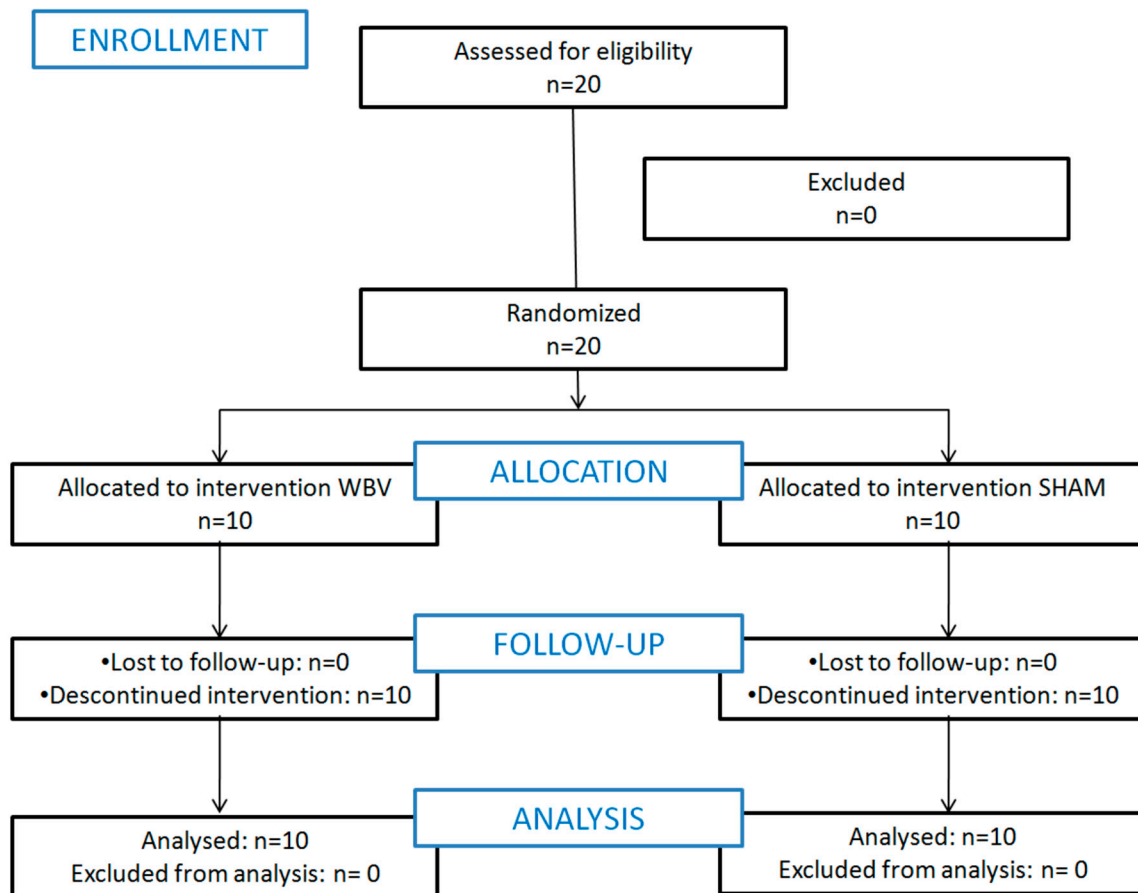 ENROLLMENT
Assessed for eligibility
n=20
Excluded
n=0
Randomized
n=20
ALLOCATION
Allocated to intervention WBV
n=10
Allocated to intervention SHAM
n=10
FOLLOW-UP
•Lost to follow-up: n=0
•Descontinued intervention: n=10
•Lost to follow-up: n=0
•Descontinued intervention: n=10
ANALYSIS
Analysed: n=10
Excluded from analysis: n= 0
Analysed: n=10
Excluded from analysis: n= 0